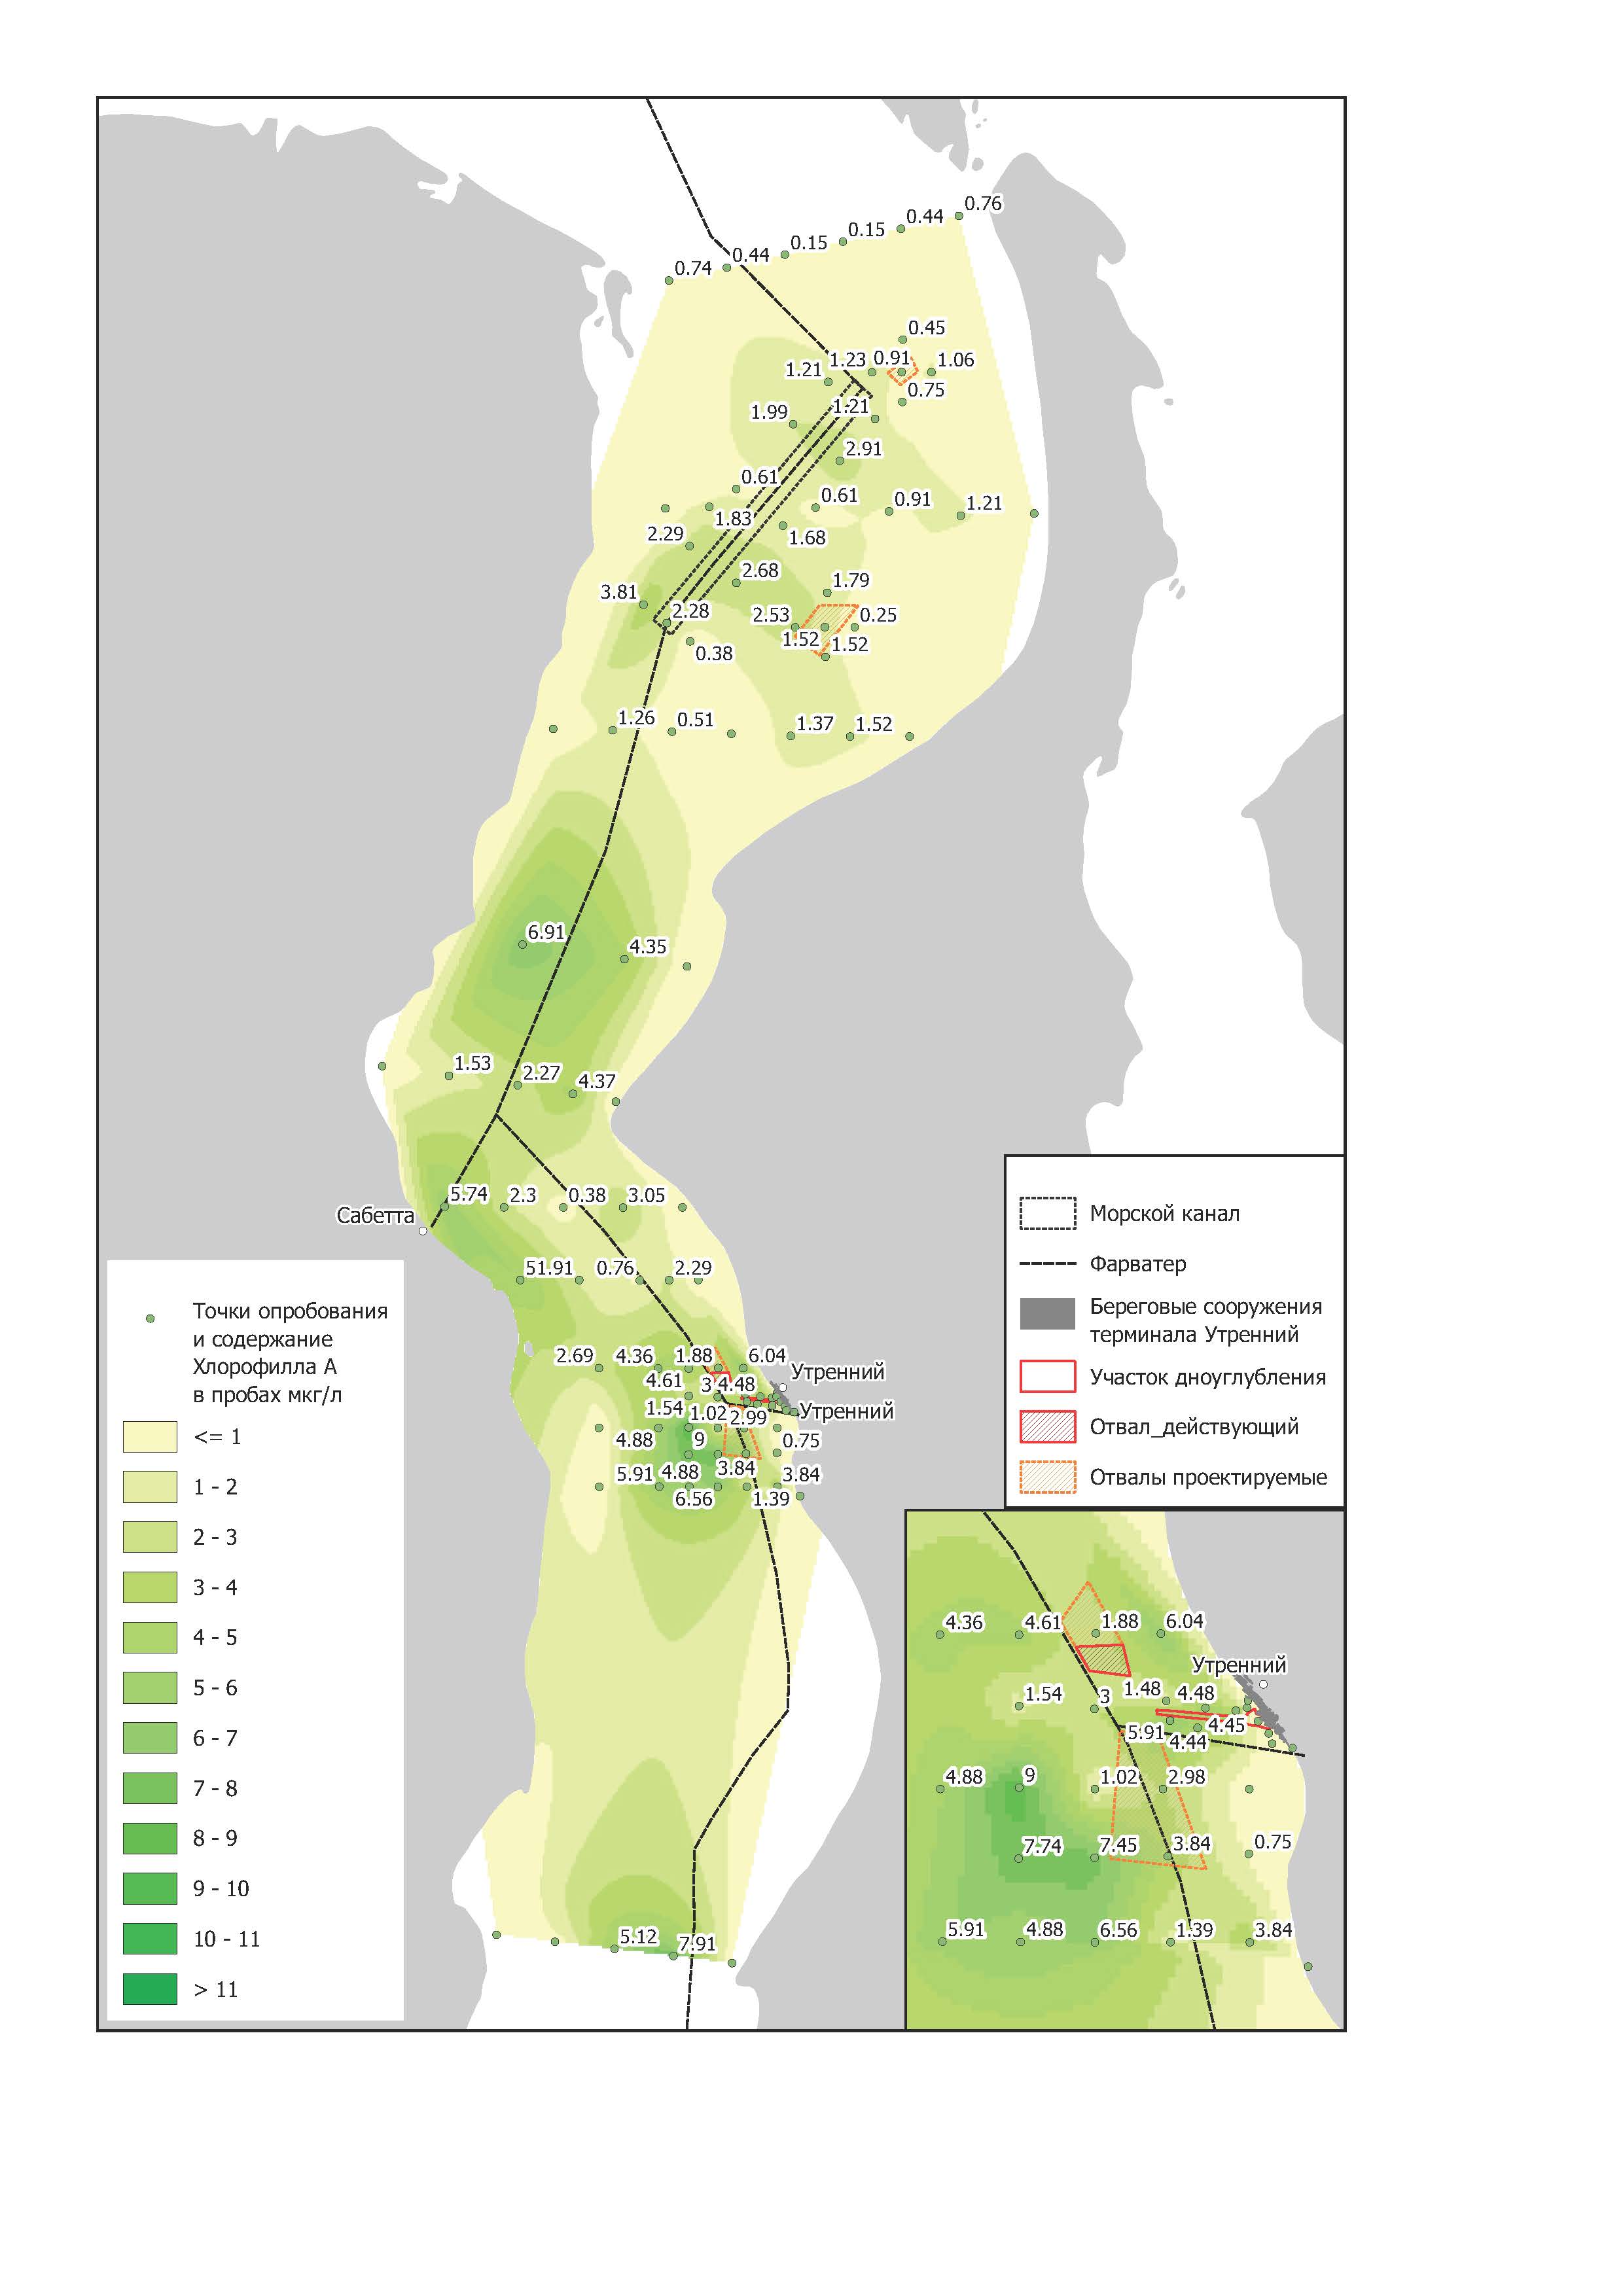 0.76
0.44
0.15
0.15
0.44
0.74
0.45
1.23 0.91 1.06
1.21
0.75
1.21
1.99
2.91
0.61
0.61 0.91 1.21
1.83
2.29 1.68
2.68
1.79
3.81
2.28 2.53 0.25
1.52 1.52
0.38
1.26 0.51 1.37 1.52
6.91
4.35
1.53 2.27
4.37
5.74 2.3 0.38 3.05
Сабетта
51.91 0.76 2.29
2.69 4.36 1.88 6.04
Утренний
4.61 3 4.48
1.54 1.02 2.99 Утренний
4.88 9 0.75
5.91 4.88 3.84 3.84
6.56 1.39
5.12 7.91
Точки опробования
и содержание
Хлорофилла А
в пробах мкг/л
<= 1
1 - 2
2 - 3
3 - 4
4 - 5
5 - 6
6 - 7
7 - 8
8 - 9
9 - 10
10 - 11
> 11
Морской канал
Фарватер
Береговые сооружения
терминала Утренний
Участок дноуглубления
Отвал_действующий
Отвалы проектируемые
4.36 4.61 1.88 6.04
Утренний
1.54 3 1.48 4.48
5.91 4.44 4.45
4.88 9 1.02 2.98
7.74 7.45 3.84 0.75
5.91 4.88 6.56 1.39 3.84